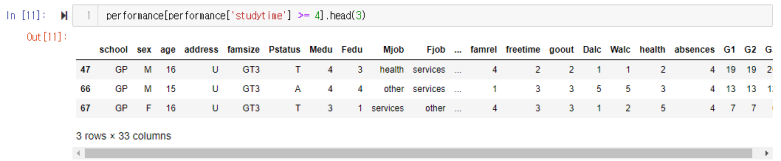 In [11]: 1 performance[performance['studytime'] >= 4].head(3)
Out[11]:
school sex age address famsize Pstatus Medu Fedu Mjob Fjob ... famrel freetime goout Dalc Walc health absences G1 G2 G
47 GP M 16 U GT3 T 4 3 health services ... 4 2 2 1 1 2 4 19 19 2
66 GP M 15 U GT3 A 4 4 other services ... 1 3 3 5 5 3 4 13 13 1
67 GP F 16 U GT3 T 3 1 services other ... 4 3 3 1 2 5 4 7 7
3 rows × 33 columns